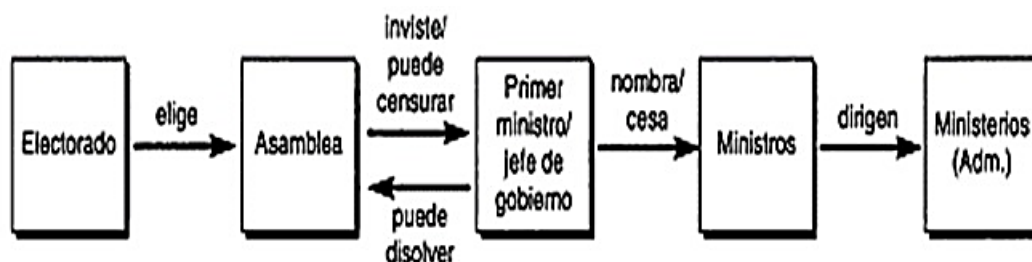 Electorado
elige
Asamblea
inviste/
puede
censurar
puede
disolver
Primer
ministro/
jefe de
gobierno
nombra/
cesa
Ministros
dirigen
Ministerios
(Adm.)